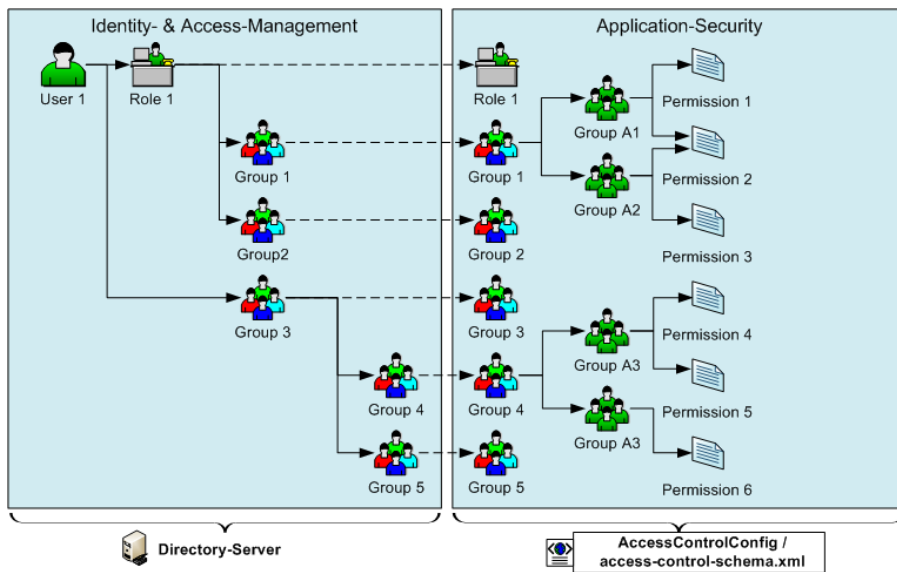 Identity- & Access-Management
Application-Security
User 1
Role 1
Role 1
Permission 1
Group A1
Group 1
Group 1
Permission 2
Group A2
Group2
Group 2
Permission 3
Group 3
Group 3
Permission 4
Group A3
Group 4
Group 4
Permission 5
Group A3
Group 5
Group 5
Permission 6
Directory-Server
AccessControlConfig /
access-control-schema.xml